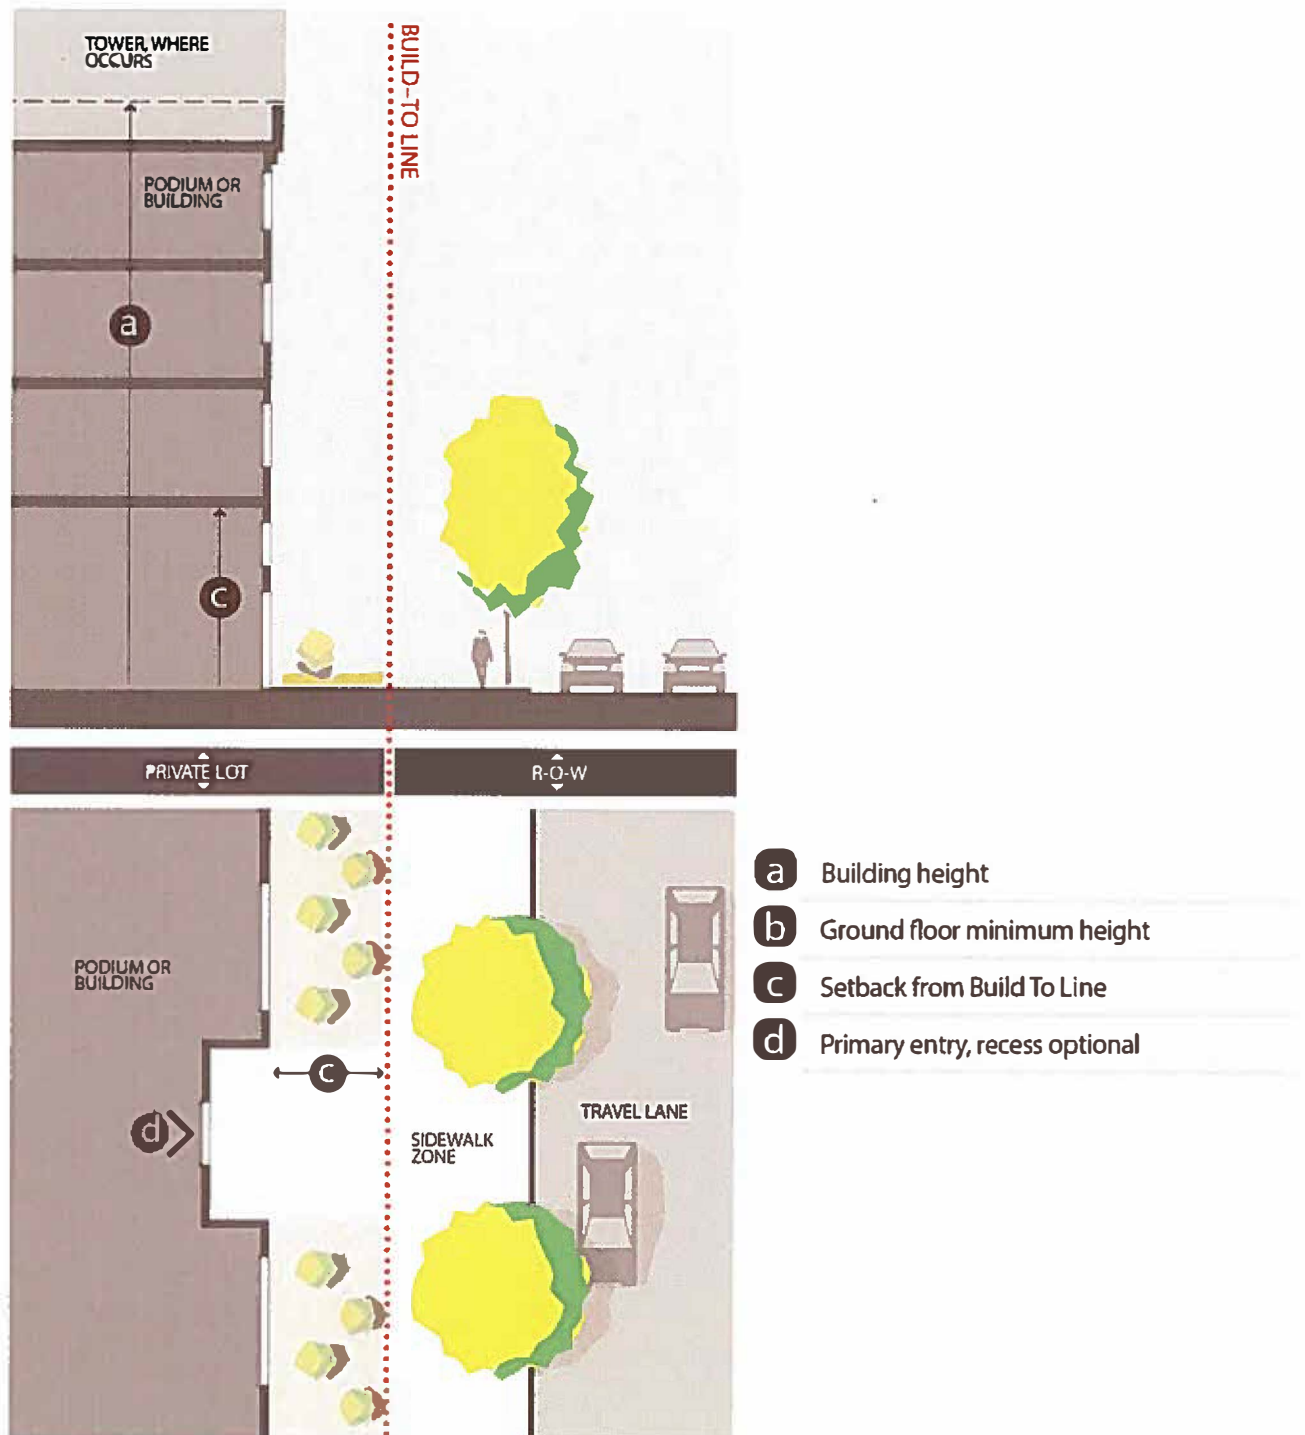 TOWER, WHERE
OCCURS
BUILD-TO LINE
PODIUM OR
BUILDING
a
c
PRIVATE LOT
R-O-W
PODIUM OR
BUILDING
c
d
SIDEWALK
ZONE
TRAVEL LANE
a Building height
b Ground floor minimum height
c Setback from Build To Line
d Primary entry, recess optional